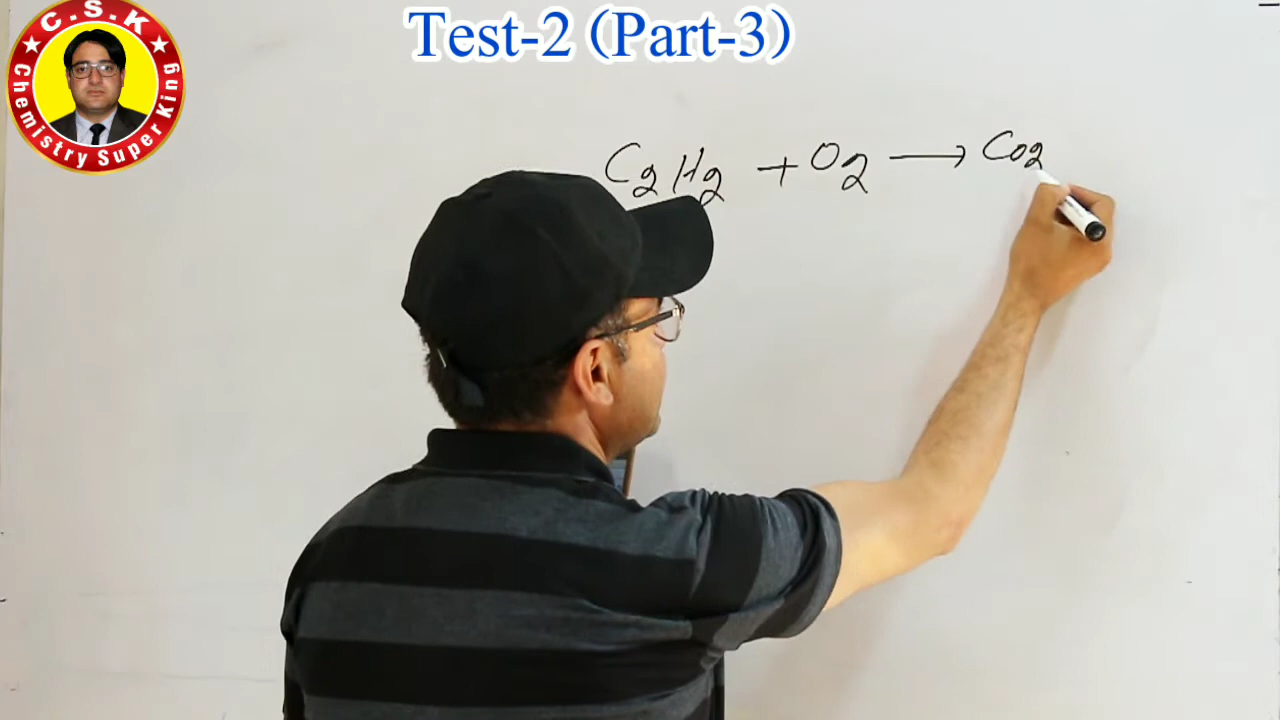 C.S.K
Chemistry Super King
Test-2 (Part-3)
C₂H₂ + O₂ ⟶ Co₂